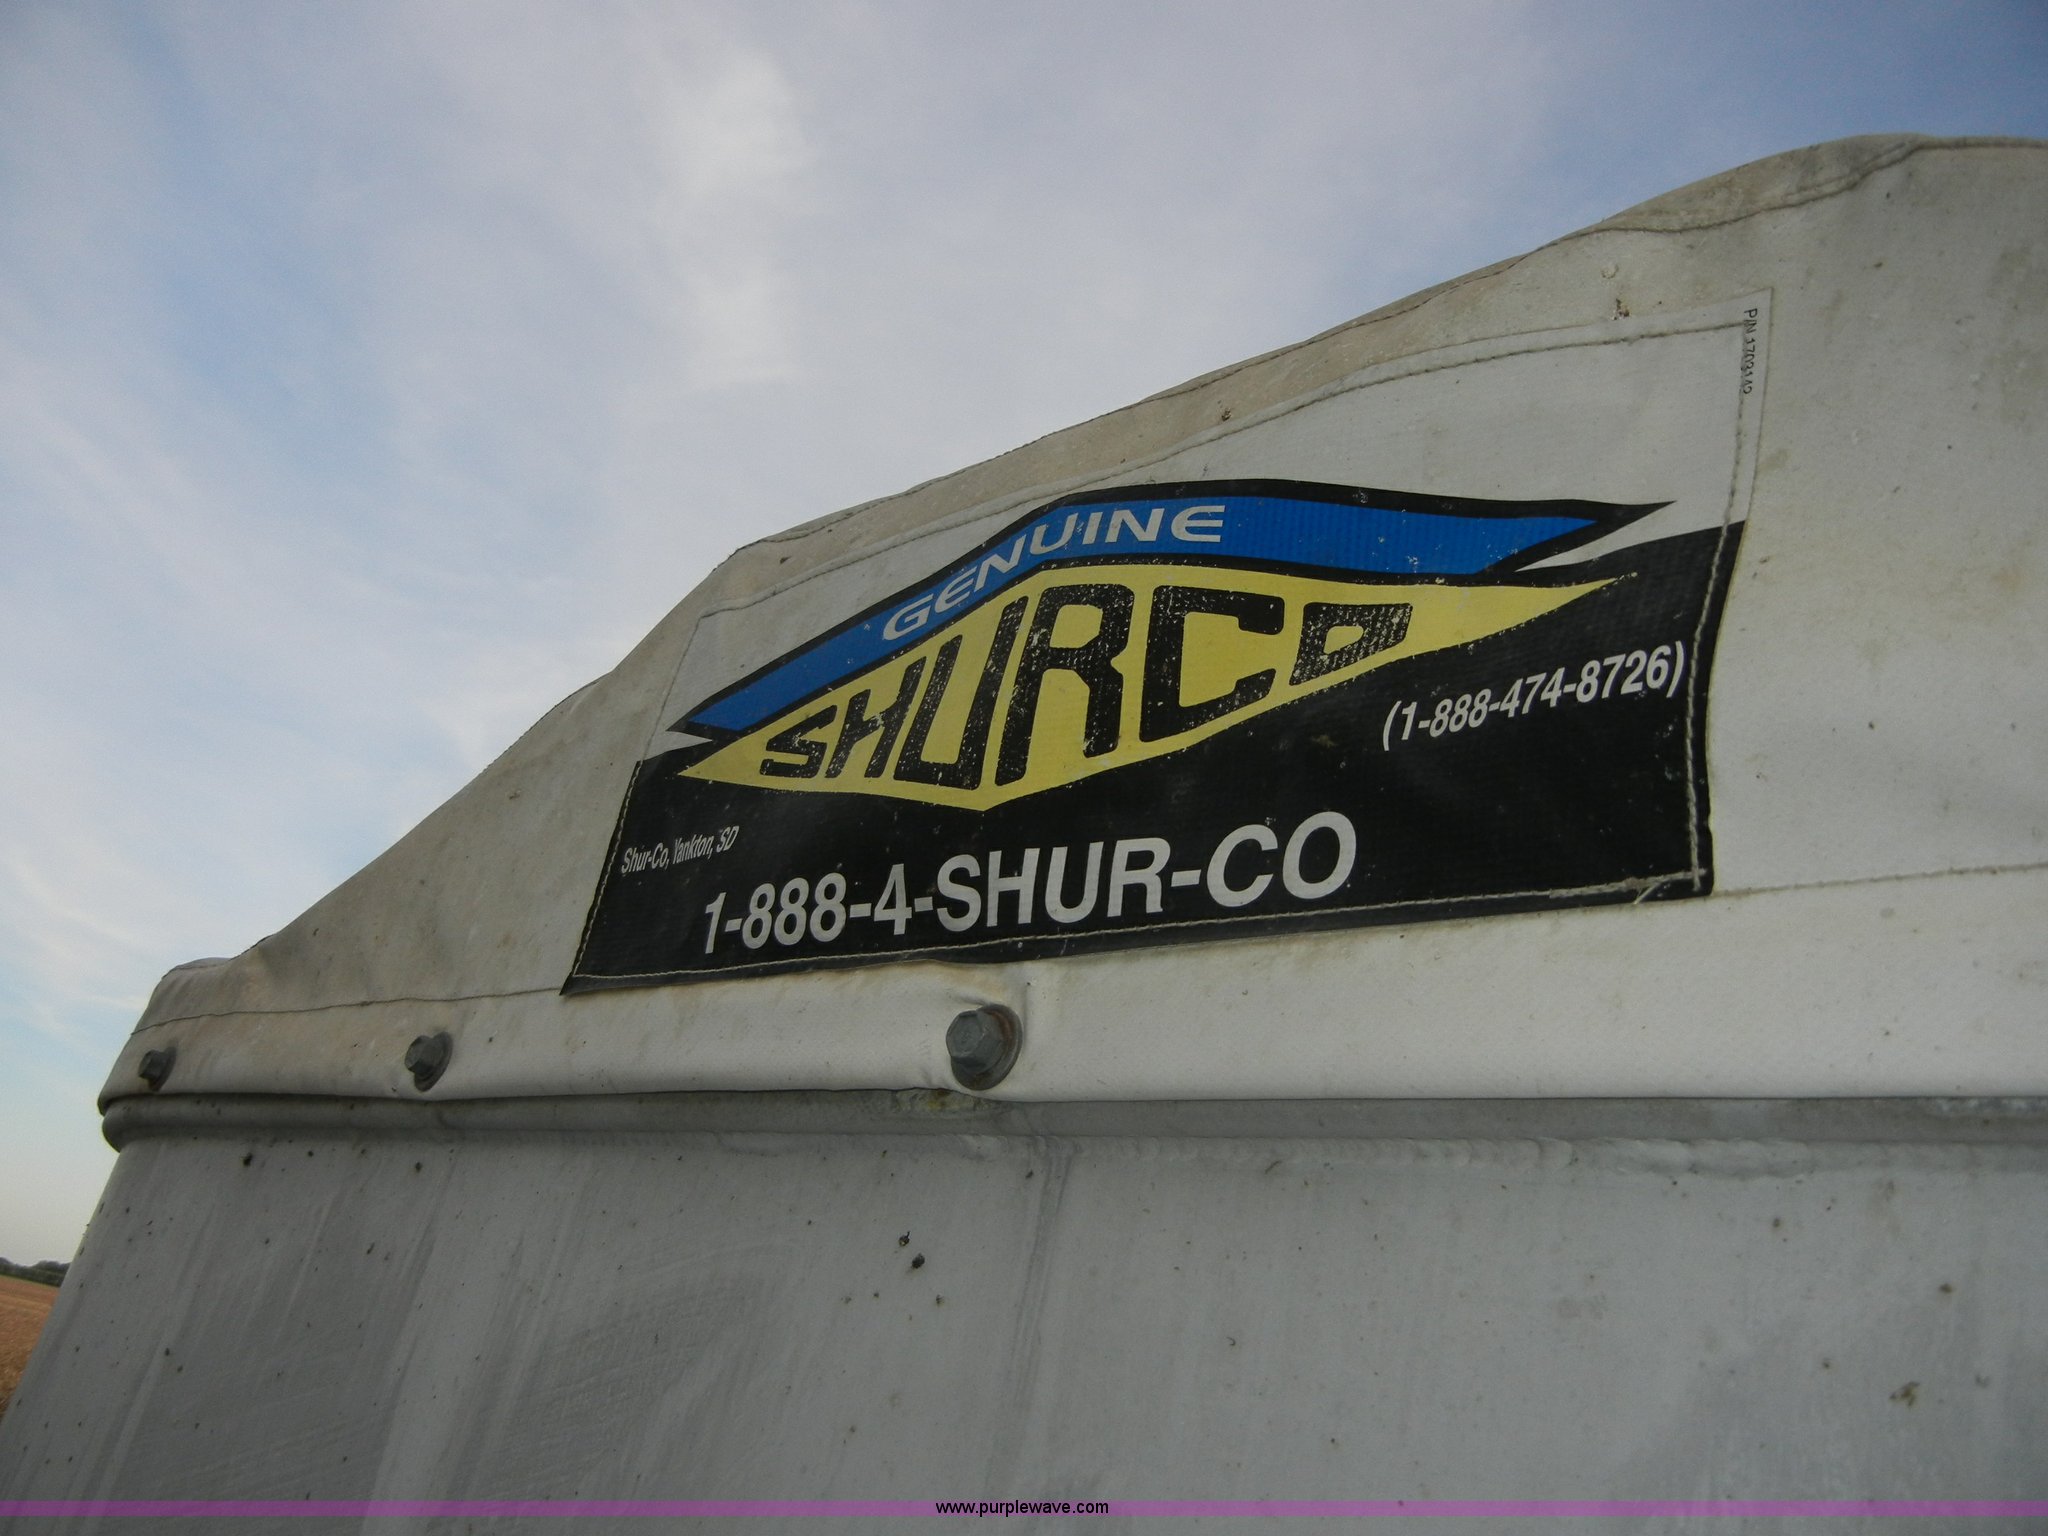 GENUINE
SHURCO
(1-888-474-8726)
Shur-Co, Yankton, SD
1-888-4-SHUR-CO
P/N
www.purplewave.com